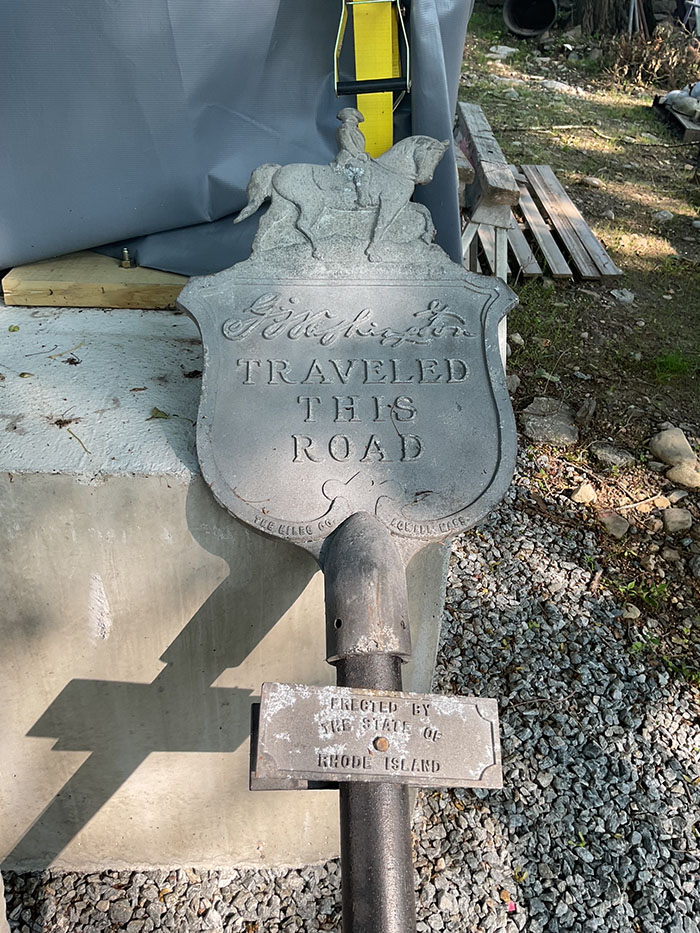 G: Washington
TRAVELED
THIS
ROAD
THE GILES CO. LOWELL MASS.
ERECTED BY
THE STATE OF
RHODE ISLAND